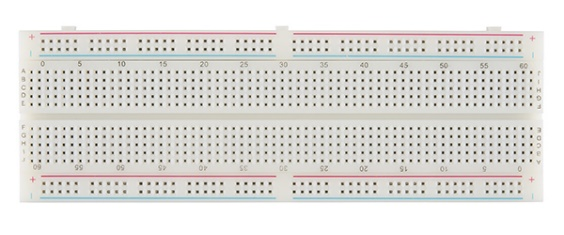 + +
− −
0 5 10 15 20 25 30 35 40 45 50 55 60
A J
B I
C H
D G
E F
F E
G D
H C
I B
J A
60 55 50 45 40 35 30 25 20 15 10 5 0
+ +
− −